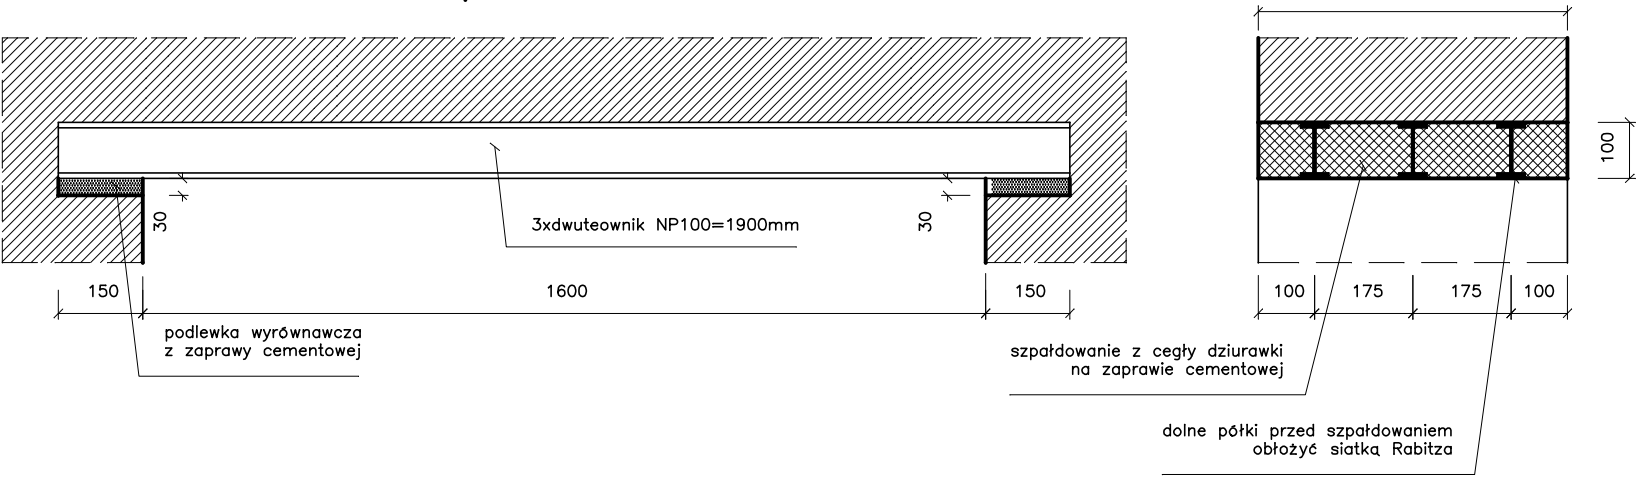 100
30
30
3xdwuteownik NP100=1900mm
150
1600
150
100
175
175
100
podlewka wyrównawcza
z zaprawy cementowej
szpałdowanie z cegły dziurawki
na zaprawie cementowej
dolne półki przed szpałdowaniem
obłożyć siatką Rabitza